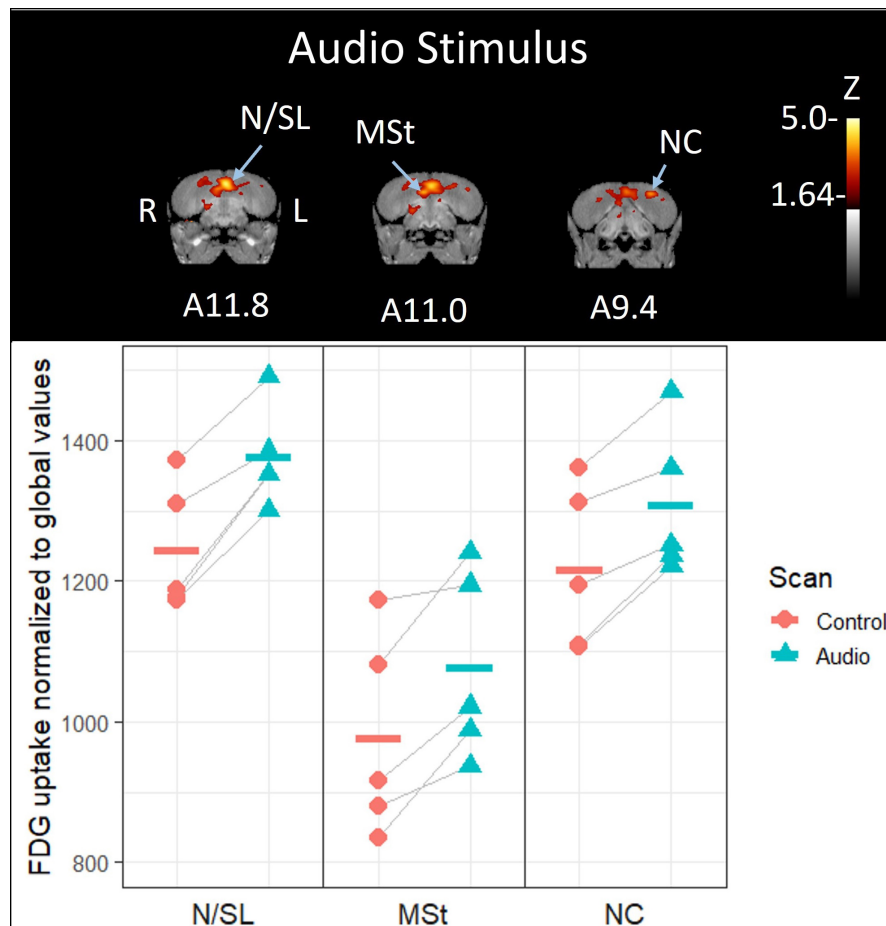 Audio Stimulus
N/SL
MSt
NC
Z
5.0-
1.64-
R
L
A11.8
A11.0
A9.4
FDG uptake normalized to global values
1400
1200
1000
800
N/SL
MSt
NC
Scan
Control
Audio